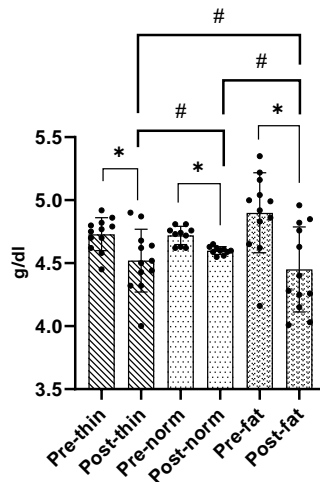 #
#
#
*
*
*
5.5
5.0
4.5
4.0
3.5
g/dl
Pre-thin
Post-thin
Pre-norm
Post-norm
Pre-fat
Post-fat